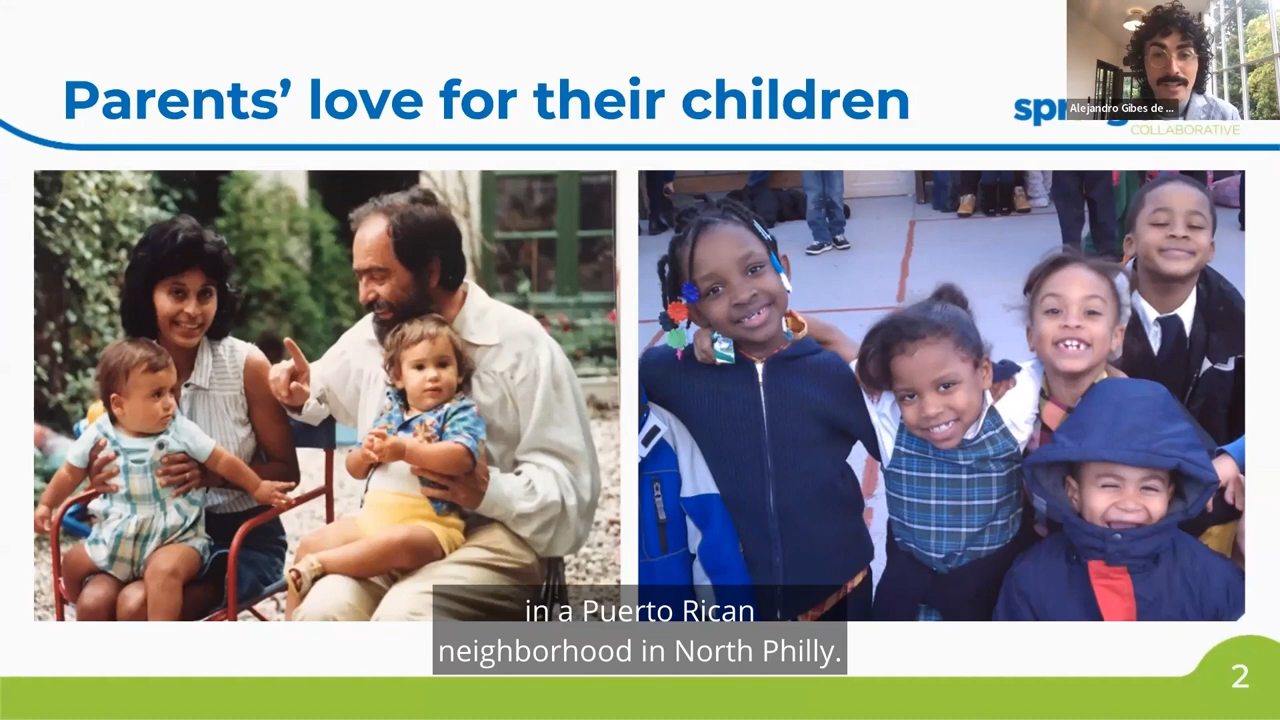 Parents’ love for their children
Alejandro Gibes de ...
COLLABORATIVE
in a Puerto Rican
neighborhood in North Philly.
2